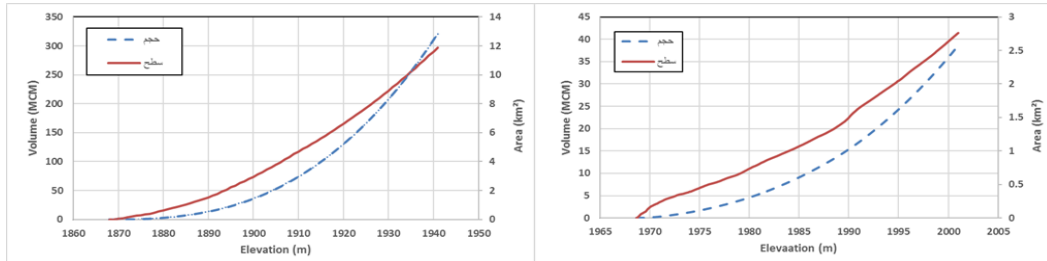 350
300
250
200
150
100
50
0
Volume (MCM)
14
12
10
8
6
4
2
0
Area (km²)
حجم
سطح
1860 1870 1880 1890 1900 1910 1920 1930 1940 1950
Elevation (m)
45
40
35
30
25
20
15
10
5
0
Volume (MCM)
3
2.5
2
1.5
1
0.5
0
Area (km²)
حجم
سطح
1965 1970 1975 1980 1985 1990 1995 2000 2005
Elevaation (m)